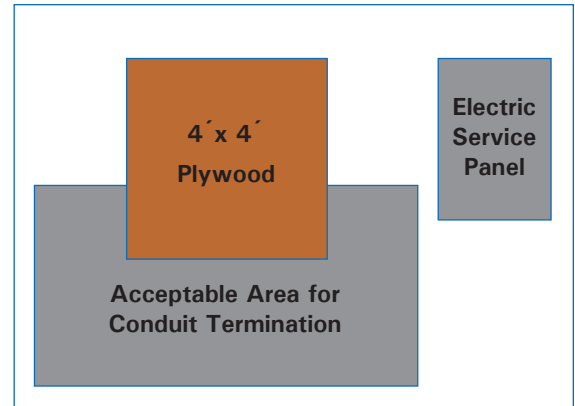 4´x 4´
Plywood
Electric
Service
Panel
Acceptable Area for
Conduit Termination